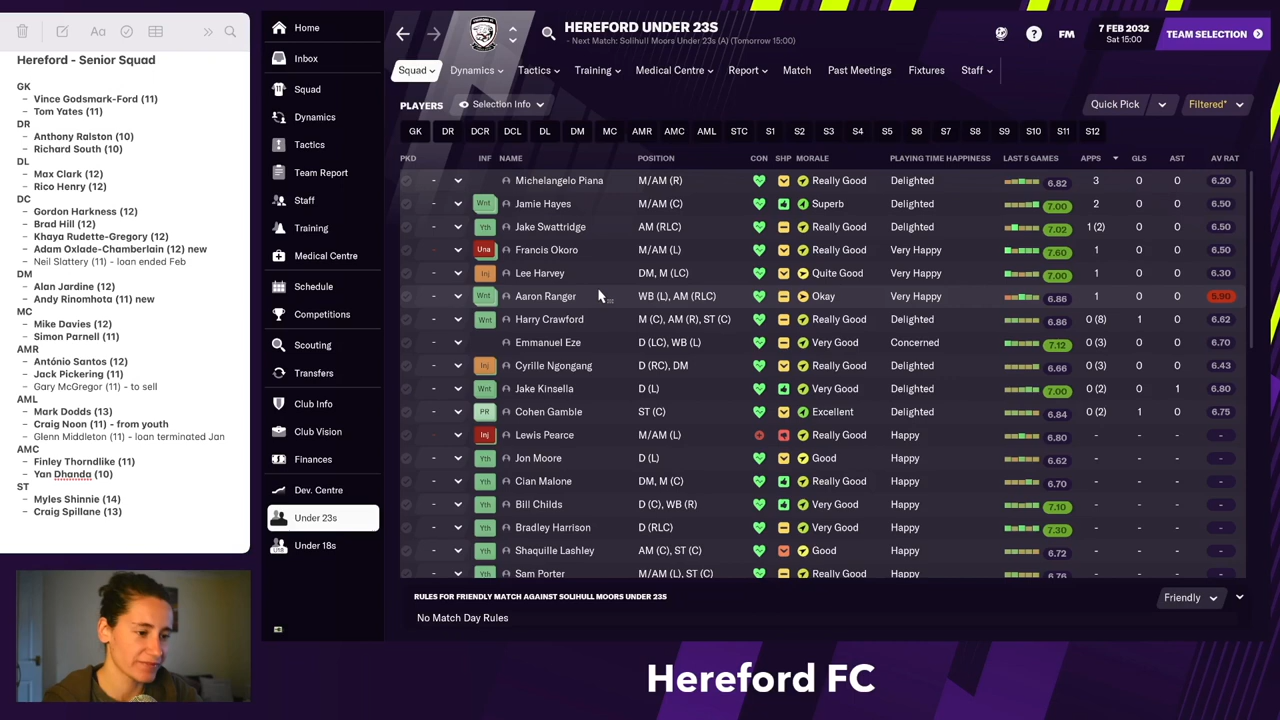 Aa
Hereford - Senior Squad
GK
- Vince Godsmark-Ford (11)
- Tom Yates (11)
DR
- Anthony Ralston (10)
- Richard South (10)
DL
- Max Clark (12)
- Rico Henry (12)
DC
- Gordon Harkness (12)
- Brad Hill (12)
- Khaya Rudette-Gregory (12)
- Adam Oxlade-Chamberlain (12) new
- Neil Slattery (11) - loan ended Feb
DM
- Alan Jardine (12)
- Andy Rinomhota (11) new
MC
- Mike Davies (12)
- Simon Parnell (11)
AMR
- António Santos (12)
- Jack Pickering (11)
- Gary McGregor (11) - to sell
AML
- Mark Dodds (13)
- Craig Noon (11) - from youth
- Glenn Middleton (11) - loan terminated Jan
AMC
- Finley Thorndlike (11)
- Yan Dhanda (10)
ST
- Myles Shinnie (14)
- Craig Spillane (13)
Home
Inbox
Squad
Dynamics
Tactics
Team Report
Staff
Training
Medical Centre
Schedule
Competitions
Scouting
Transfers
Club Info
Club Vision
Finances
Dev. Centre
Under 23s
Under 18s
HEREFORD UNDER 23S
- Next Match: Solihull Moors Under 23s (A) (Tomorrow 15:00)
FM
7 FEB 2032
Sat 15:00
TEAM SELECTION
Squad Dynamics Tactics Training Medical Centre Report Match Past Meetings Fixtures Staff
PLAYERS Selection Info Quick Pick Filtered*
GK DR DCR DCL DL DM MC AMR AMC AML STC S1 S2 S3 S4 S5 S6 S7 S8 S9 S10 S11 S12
PKD INF NAME POSITION CON SHP MORALE PLAYING TIME HAPPINESS LAST 5 GAMES APPS GLS AST AV RAT
- Michelangelo Piana M/AM (R) Really Good Delighted 6.82 3 0 0 6.20
- Wnt Jamie Hayes M/AM (C) Superb Delighted 7.00 2 0 0 6.50
- Yth Jake Swattridge AM (RLC) Really Good Delighted 7.02 1 (2) 0 0 6.50
- Una Francis Okoro M/AM (L) Really Good Very Happy 7.60 1 0 0 6.50
- Inj Lee Harvey DM, M (LC) Quite Good Very Happy 7.00 1 0 0 6.30
- Wnt Aaron Ranger WB (L), AM (RLC) Okay Very Happy 6.86 1 0 0 5.90
- Wnt Harry Crawford M (C), AM (R), ST (C) Really Good Delighted 6.86 0 (8) 1 0 6.62
- Emmanuel Eze D (LC), WB (L) Very Good Concerned 7.12 0 (3) 0 0 6.70
- Inj Cyrille Ngongang D (RC), DM Really Good Delighted 6.66 0 (3) 0 0 6.43
- Wnt Jake Kinsella D (L) Very Good Delighted 7.00 0 (2) 0 1 6.80
- PR Cohen Gamble ST (C) Excellent Delighted 6.84 0 (2) 1 0 6.75
- Inj Lewis Pearce M/AM (L) Really Good Happy 6.80 - - - -
- Yth Jon Moore D (L) Good Happy 6.62 - - - -
- Yth Cian Malone DM, M (C) Really Good Happy 6.70 - - - -
- Yth Bill Childs D (C), WB (R) Very Good Happy 7.10 - - - -
- Yth Bradley Harrison D (RLC) Very Good Happy 7.30 - - - -
- Yth Shaquille Lashley AM (C), ST (C) Good Happy 6.72 - - - -
- Yth Sam Porter M/AM (L), ST (C) Really Good Happy 6.76 - - - -
RULES FOR FRIENDLY MATCH AGAINST SOLIHULL MOORS UNDER 23S Friendly
No Match Day Rules
Hereford FC